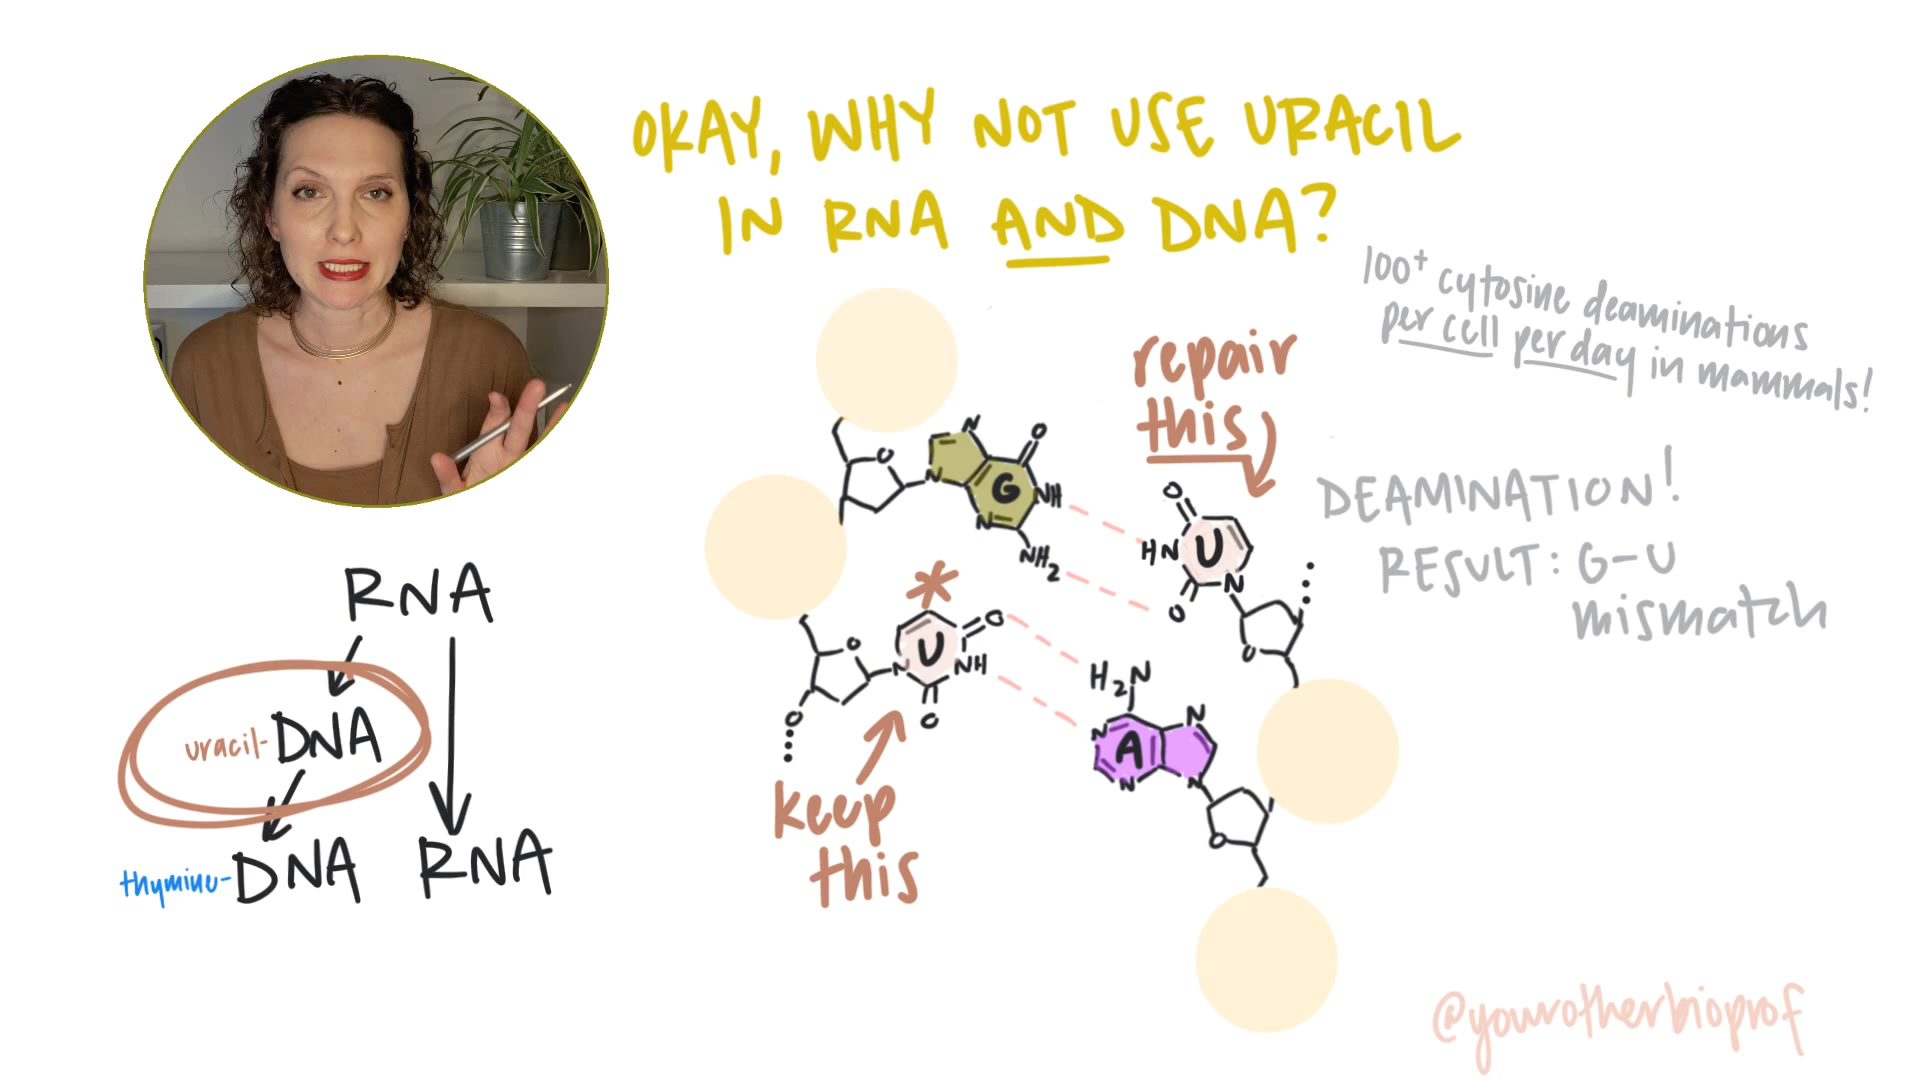 OKAY, WHY NOT USE URACIL
IN RNA AND DNA?
100+ cytosine deaminations
per cell per day in mammals!
repair
this
DEAMINATION!
RESULT: G-U
mismatch
N
O
O
G
NH
N
N
NH2
O
HN
U
N
O
O
*
U
O
O
N
NH
O
O
H2N
N
N
A
N
N
O
keep
this
RNA
uracil-DNA
thymine-DNA
RNA
@yourotherbioprof